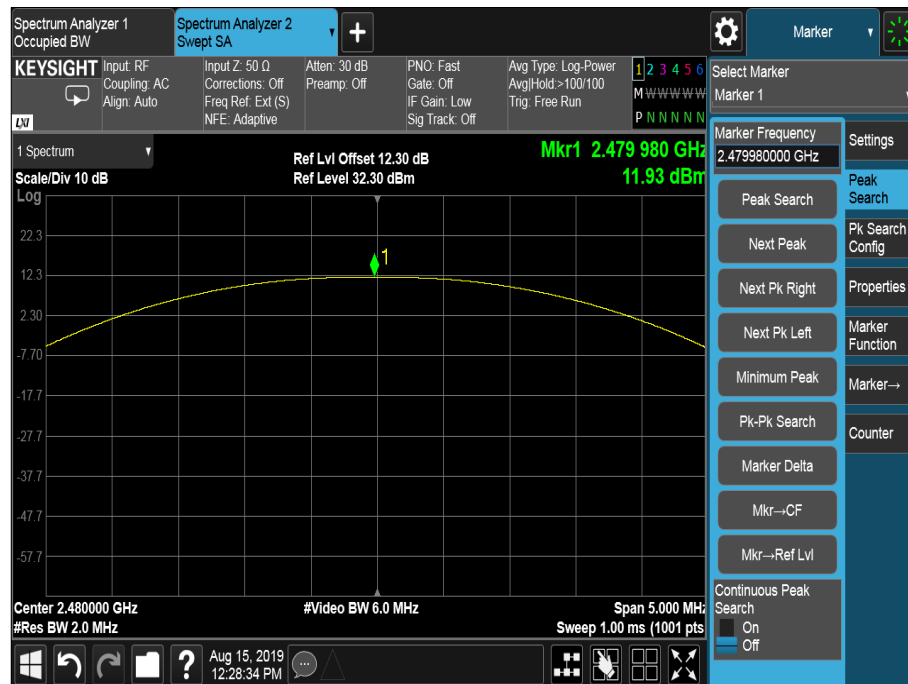 Spectrum Analyzer 1
Occupied BW
Spectrum Analyzer 2
Swept SA
+
Marker
KEYSIGHT
LXI
Input: RF
Coupling: AC
Align: Auto
Input Z: 50 Ω
Corrections: Off
Freq Ref: Ext (S)
NFE: Adaptive
Atten: 30 dB
Preamp: Off
PNO: Fast
Gate: Off
IF Gain: Low
Sig Track: Off
Avg Type: Log-Power
Avg|Hold:>100/100
Trig: Free Run
1 2 3 4 5 6
M W W W W W
P N N N N N
Select Marker
Marker 1
1 Spectrum
Scale/Div 10 dB
Log
Ref Lvl Offset 12.30 dB
Ref Level 32.30 dBm
Mkr1 2.479 980 GHz
11.93 dBm
22.3
12.3
2.30
-7.70
-17.7
-27.7
-37.7
-47.7
-57.7
1
Center 2.480000 GHz
#Res BW 2.0 MHz
#Video BW 6.0 MHz
Span 5.000 MHz
Sweep 1.00 ms (1001 pts
Marker Frequency
2.479980000 GHz
Peak Search
Next Peak
Next Pk Right
Next Pk Left
Minimum Peak
Pk-Pk Search
Marker Delta
Mkr→CF
Mkr→Ref Lvl
Continuous Peak
Search
On
Off
Settings
Peak
Search
Pk Search
Config
Properties
Marker
Function
Marker→
Counter
?
Aug 15, 2019
12:28:34 PM